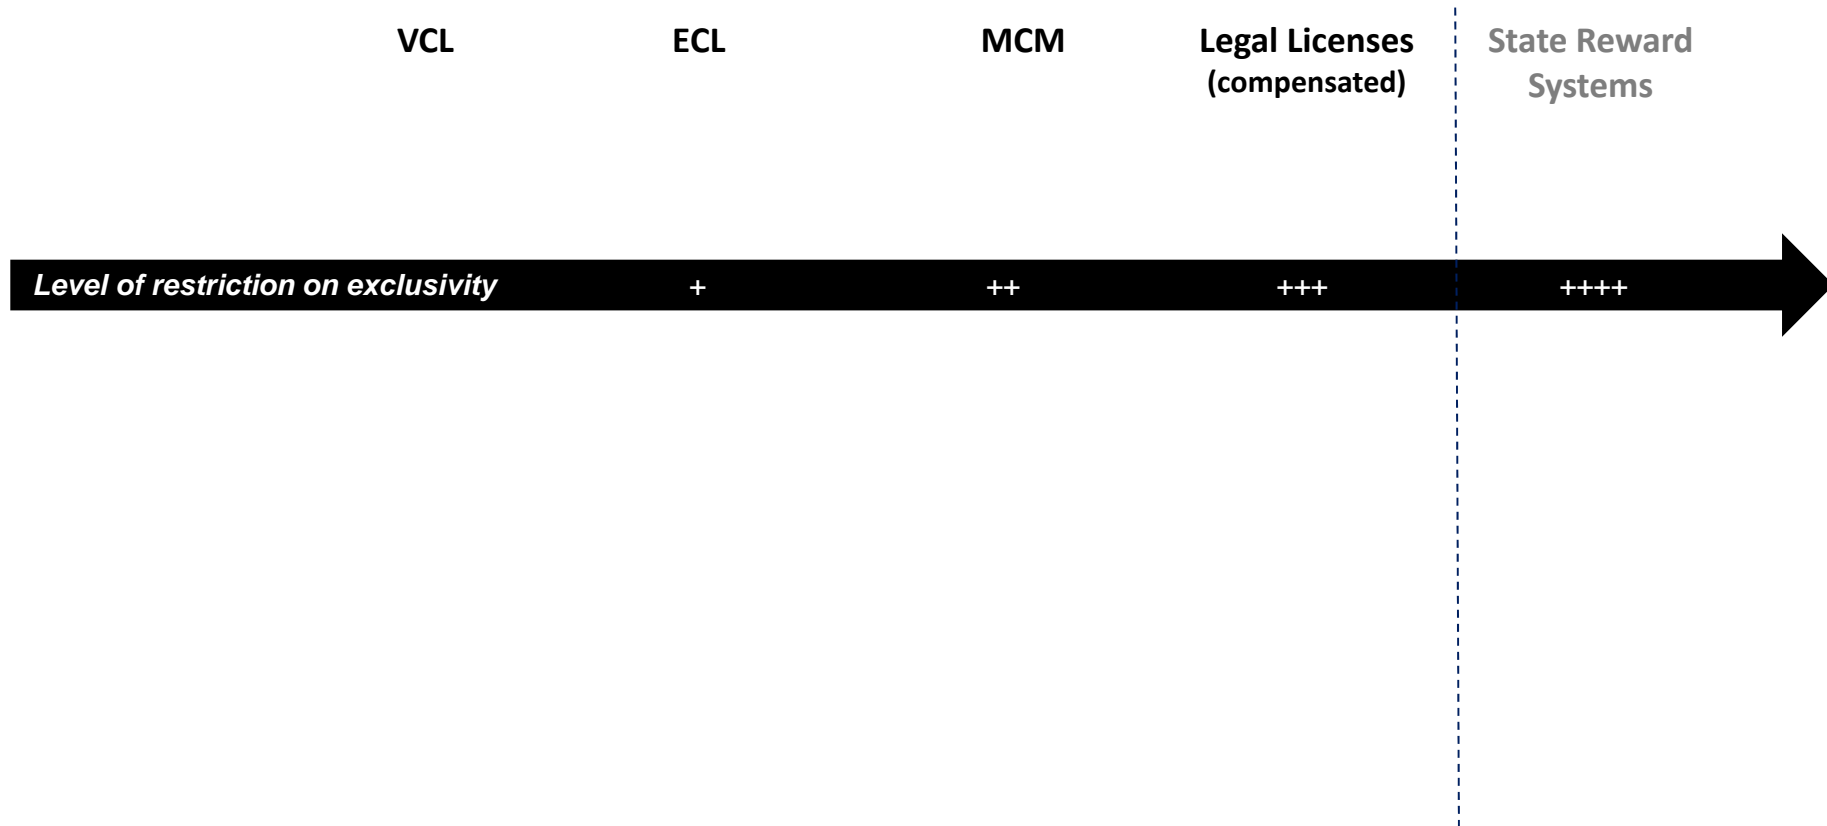 VCL
ECL
MCM
Legal Licenses
(compensated)
State Reward
Systems
Level of restriction on exclusivity
+
++
+++
++++